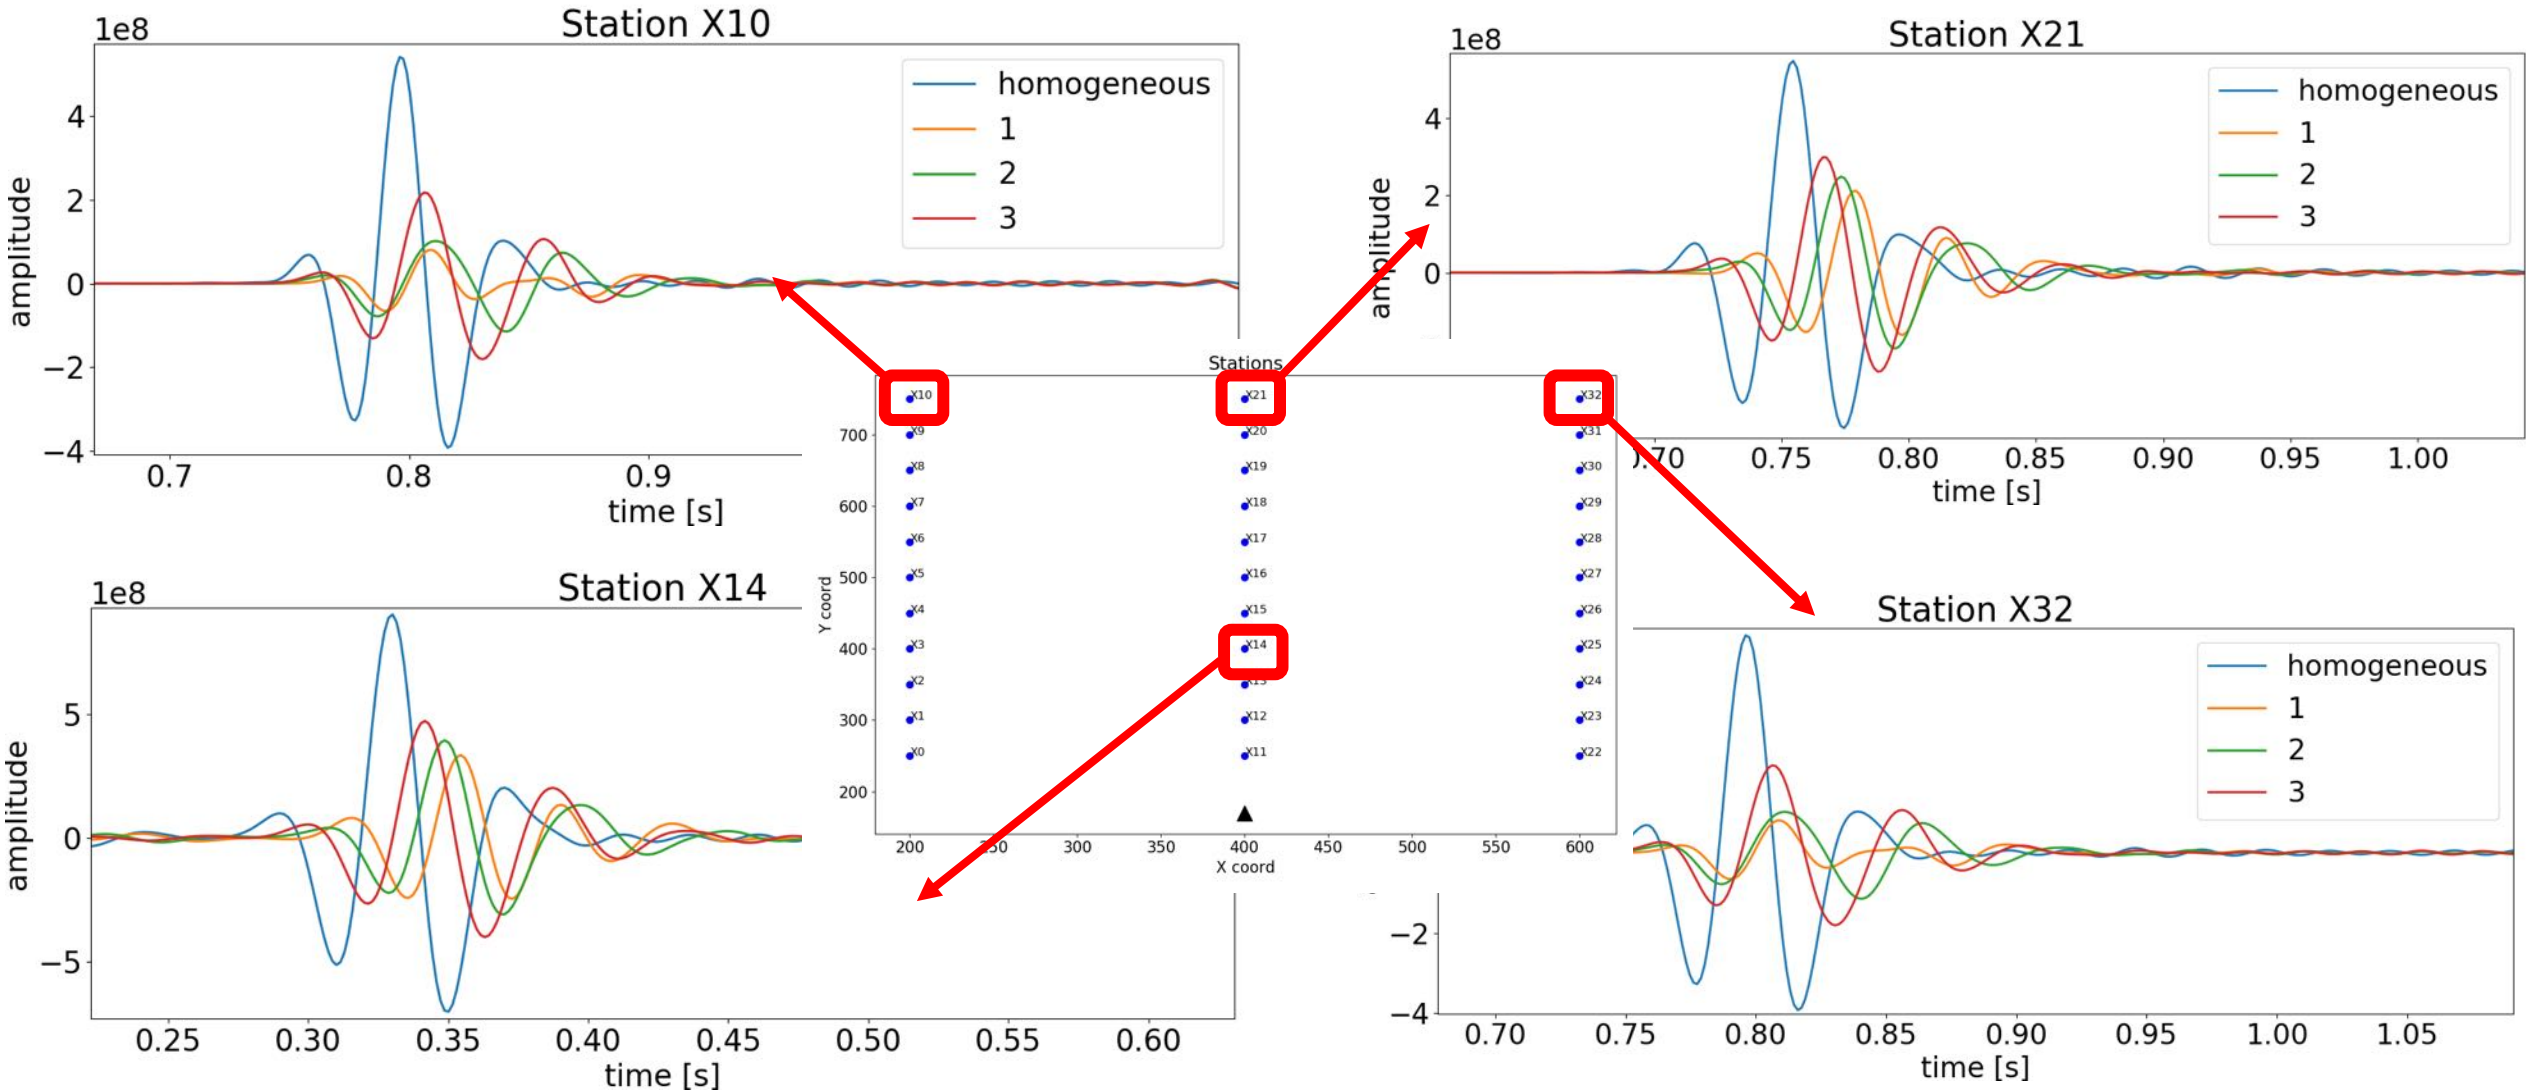 Station X10
1e8
homogeneous
1
2
3
4
2
0
−2
−4
amplitude
0.7
0.8
0.9
time [s]
Station X21
1e8
homogeneous
1
2
3
4
2
0
amplitude
0.70
0.75
0.80
0.85
0.90
0.95
1.00
time [s]
Stations
X10
X21
X32
X9
X20
X31
X8
X19
X30
X7
X18
X29
X6
X17
X28
X5
X16
X27
X4
X15
X26
X3
X14
X25
X2
X13
X24
X1
X12
X23
X0
X11
X22
700
600
500
400
300
200
Y coord
200
300
350
400
450
500
550
600
X coord
Station X14
1e8
5
0
−5
amplitude
0.25
0.30
0.35
0.40
0.45
0.50
0.55
0.60
time [s]
Station X32
homogeneous
1
2
3
−2
−4
0.70
0.75
0.80
0.85
0.90
0.95
1.00
1.05
time [s]